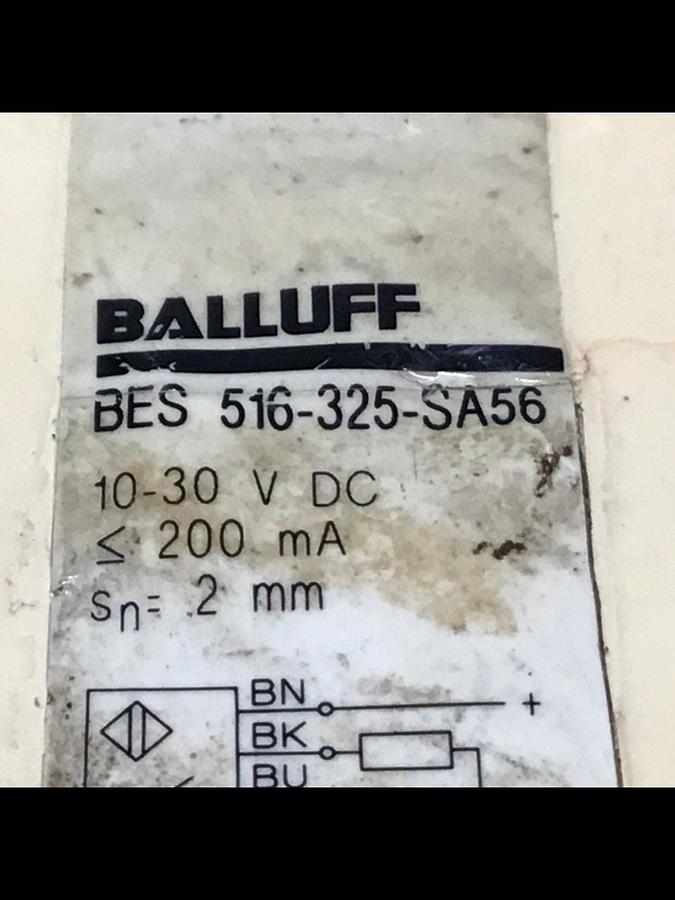 BALLUFF
BES 516-325-SA56
10-30 V DC
≤ 200 mA
sn= 2 mm
BN
+
BK
BU